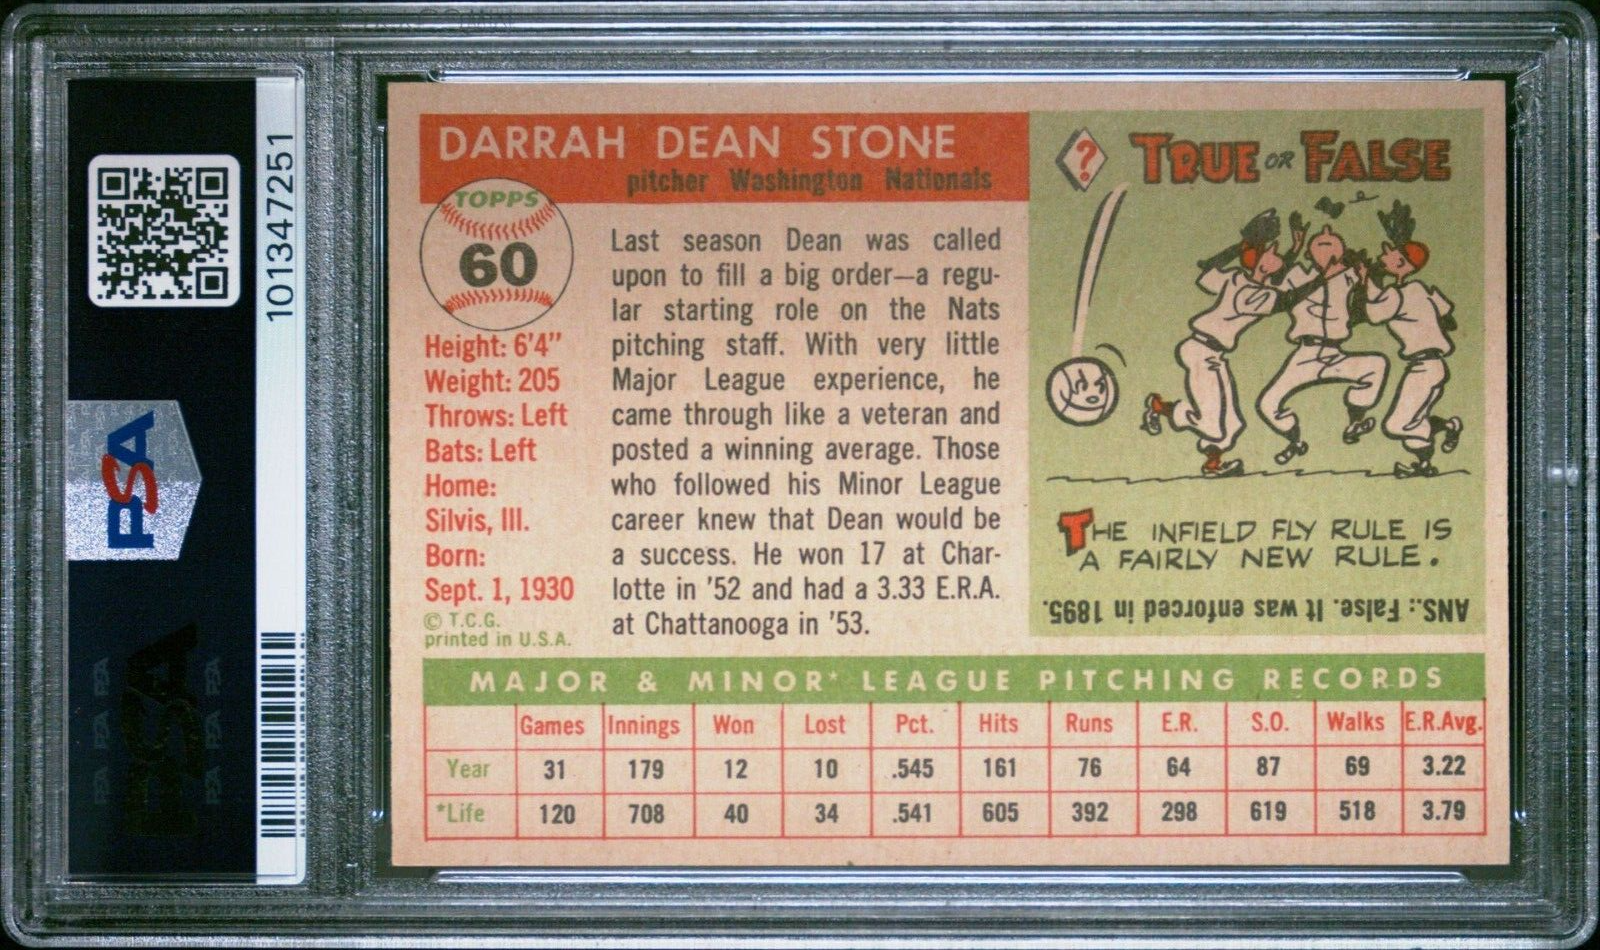 101347251
PSA
DARRAH DEAN STONE
pitcher Washington Nationals
TOPPS
60
Height: 6'4"
Weight: 205
Throws: Left
Bats: Left
Home:
Silvis, Ill.
Born:
Sept. 1, 1930
© T.C.G.
printed in U.S.A.
Last season Dean was called
upon to fill a big order—a regu-
lar starting role on the Nats
pitching staff. With very little
Major League experience, he
came through like a veteran and
posted a winning average. Those
who followed his Minor League
career knew that Dean would be
a success. He won 17 at Char-
lotte in '52 and had a 3.33 E.R.A.
at Chattanooga in '53.
?
TRUE OR FALSE
THE INFIELD FLY RULE IS
A FAIRLY NEW RULE.
ANS.: False. It was enforced in 1895.
MAJOR & MINOR* LEAGUE PITCHING RECORDS
Games Innings Won Lost Pct. Hits Runs E.R. S.O. Walks E.R.Avg.
Year 31 179 12 10 .545 161 76 64 87 69 3.22
*Life 120 708 40 34 .541 605 392 298 619 518 3.79